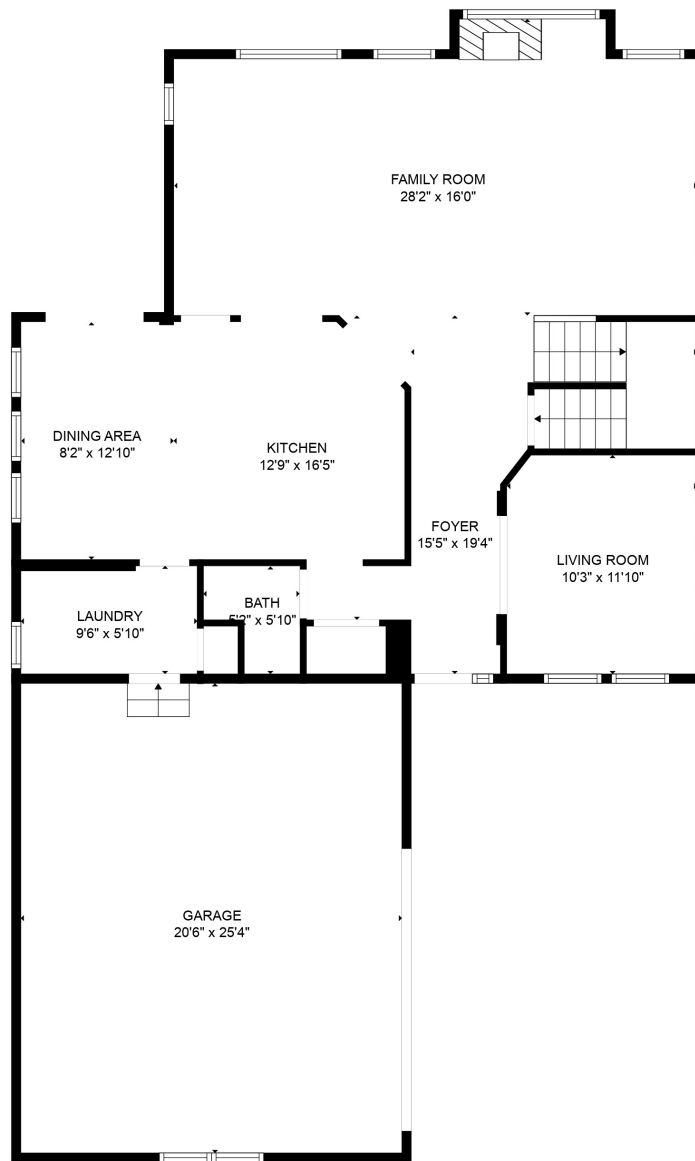 FAMILY ROOM
28'2" x 16'0"
DINING AREA
8'2" x 12'10"
KITCHEN
12'9" x 16'5"
FOYER
15'5" x 19'4"
LIVING ROOM
10'3" x 11'10"
LAUNDRY
9'6" x 5'10"
BATH
5'2" x 5'10"
GARAGE
20'6" x 25'4"